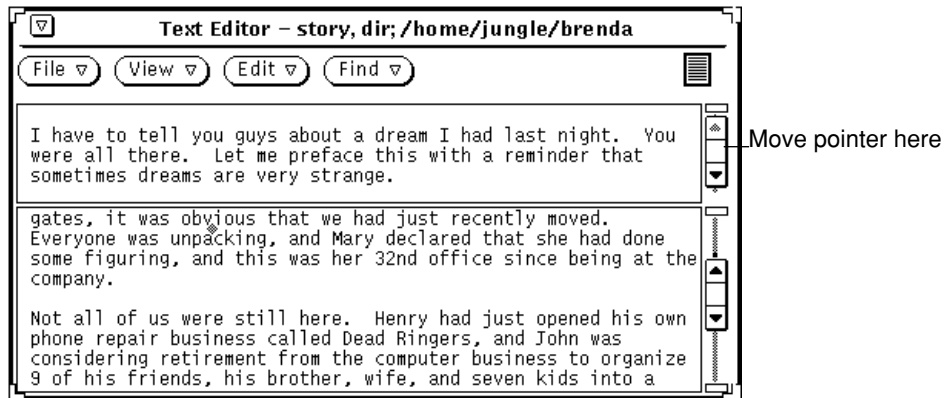 Text Editor – story, dir; /home/jungle/brenda
File View Edit Find
I have to tell you guys about a dream I had last night.  You
were all there.  Let me preface this with a reminder that
sometimes dreams are very strange.
Move pointer here
gates, it was obvious that we had just recently moved.
Everyone was unpacking, and Mary declared that she had done
some figuring, and this was her 32nd office since being at the
company.
Not all of us were still here.  Henry had just opened his own
phone repair business called Dead Ringers, and John was
considering retirement from the computer business to organize
9 of his friends, his brother, wife, and seven kids into a